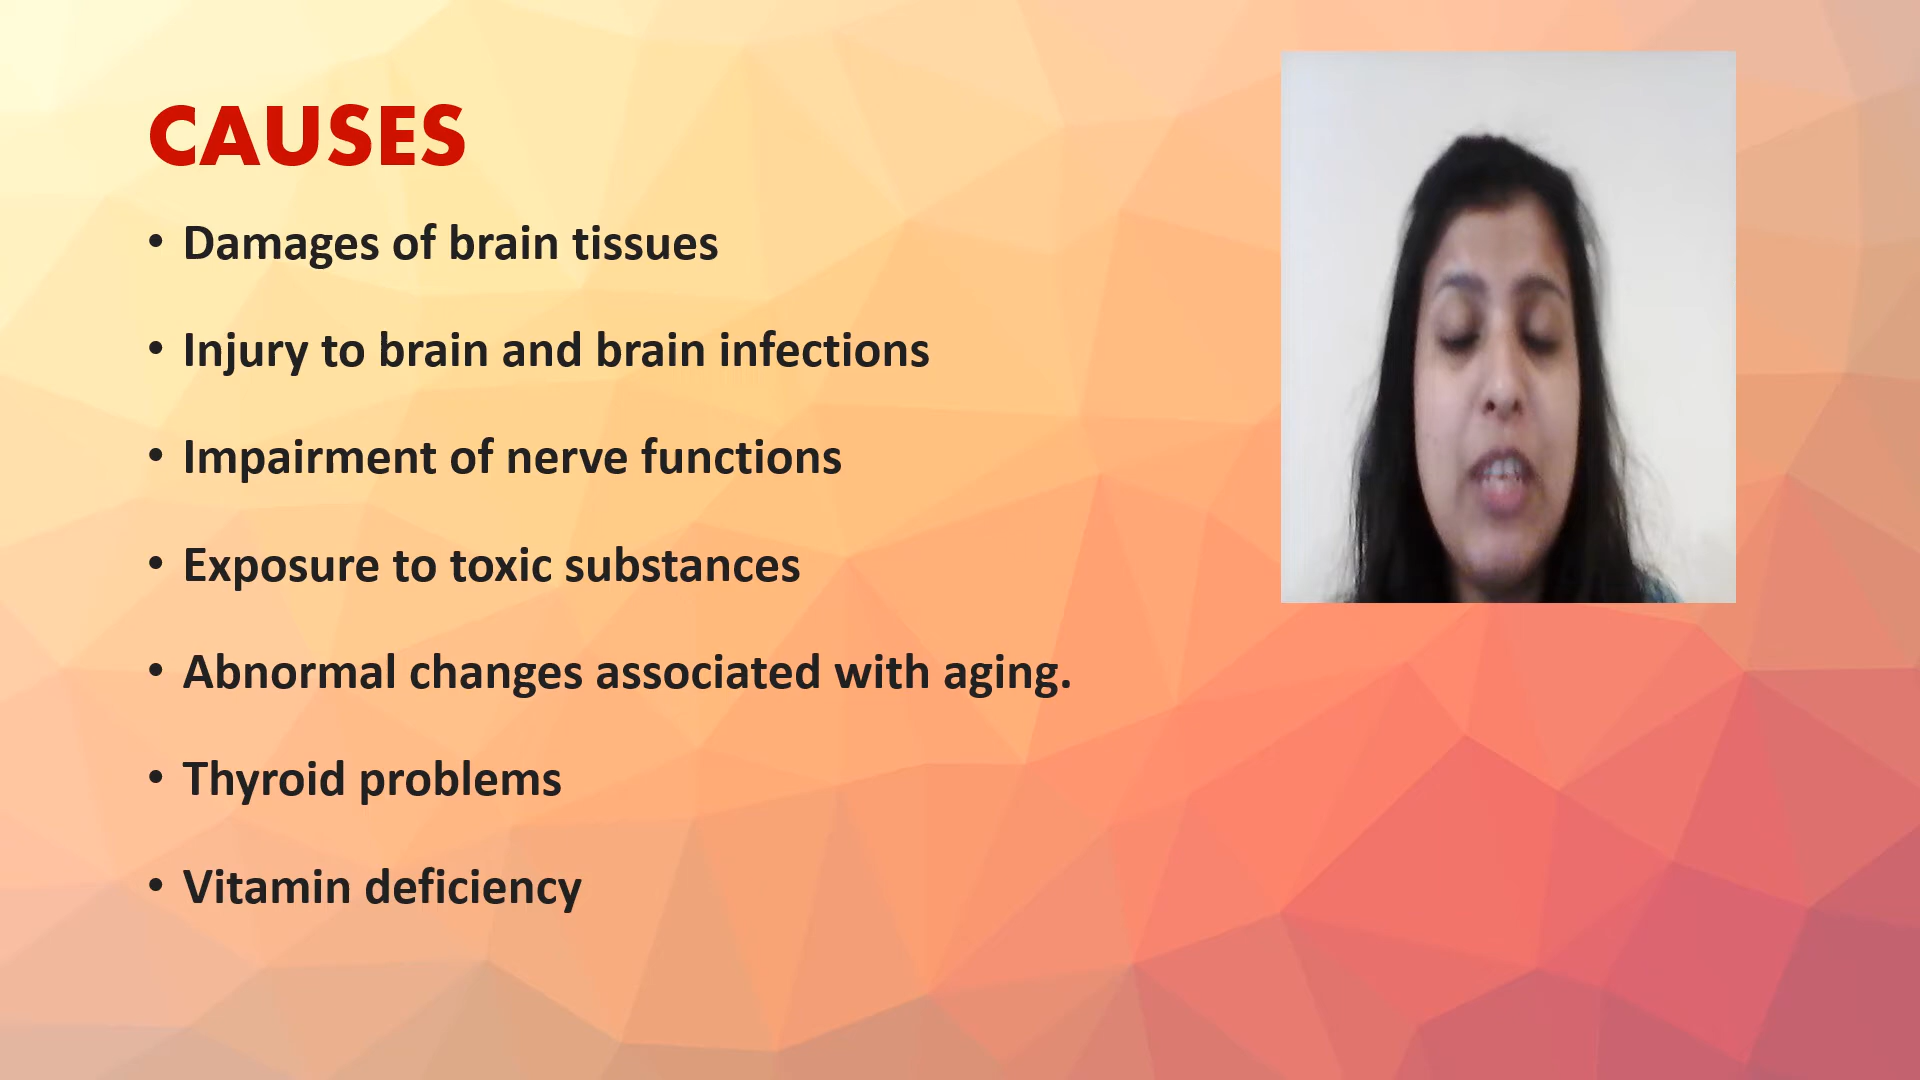 CAUSES
• Damages of brain tissues
• Injury to brain and brain infections
• Impairment of nerve functions
• Exposure to toxic substances
• Abnormal changes associated with aging.
• Thyroid problems
• Vitamin deficiency